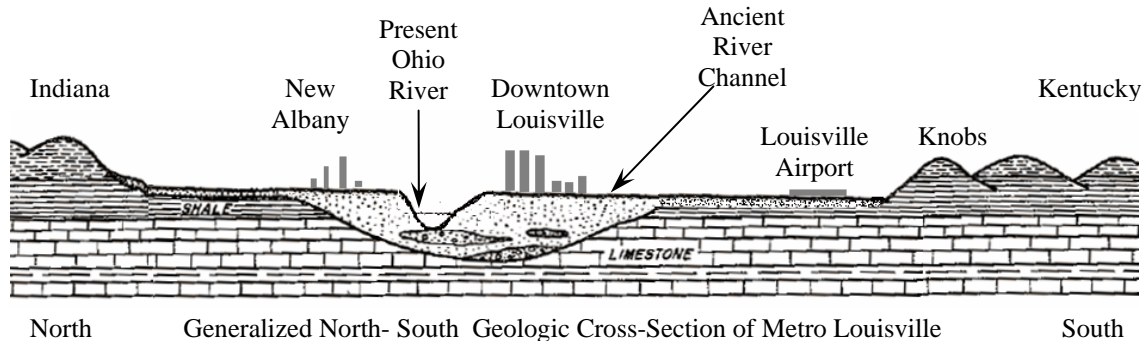 Present
Ohio
River
Ancient
River
Channel
Indiana
New
Albany
Downtown
Louisville
Kentucky
Louisville
Airport
Knobs
SHALE
LIMESTONE
North
Generalized North- South Geologic Cross-Section of Metro Louisville
South